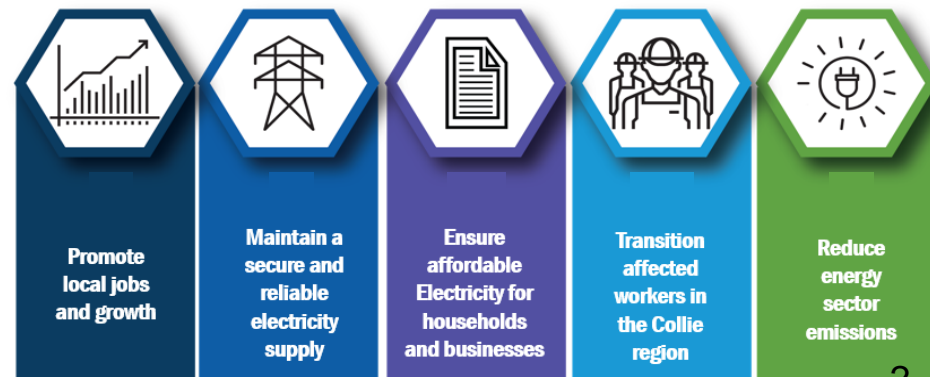 Promote
local jobs
and growth
Maintain a
secure and
reliable
electricity
supply
Ensure
affordable
Electricity for
households
and businesses
Transition
affected
workers in
the Collie
region
Reduce
energy
sector
emissions